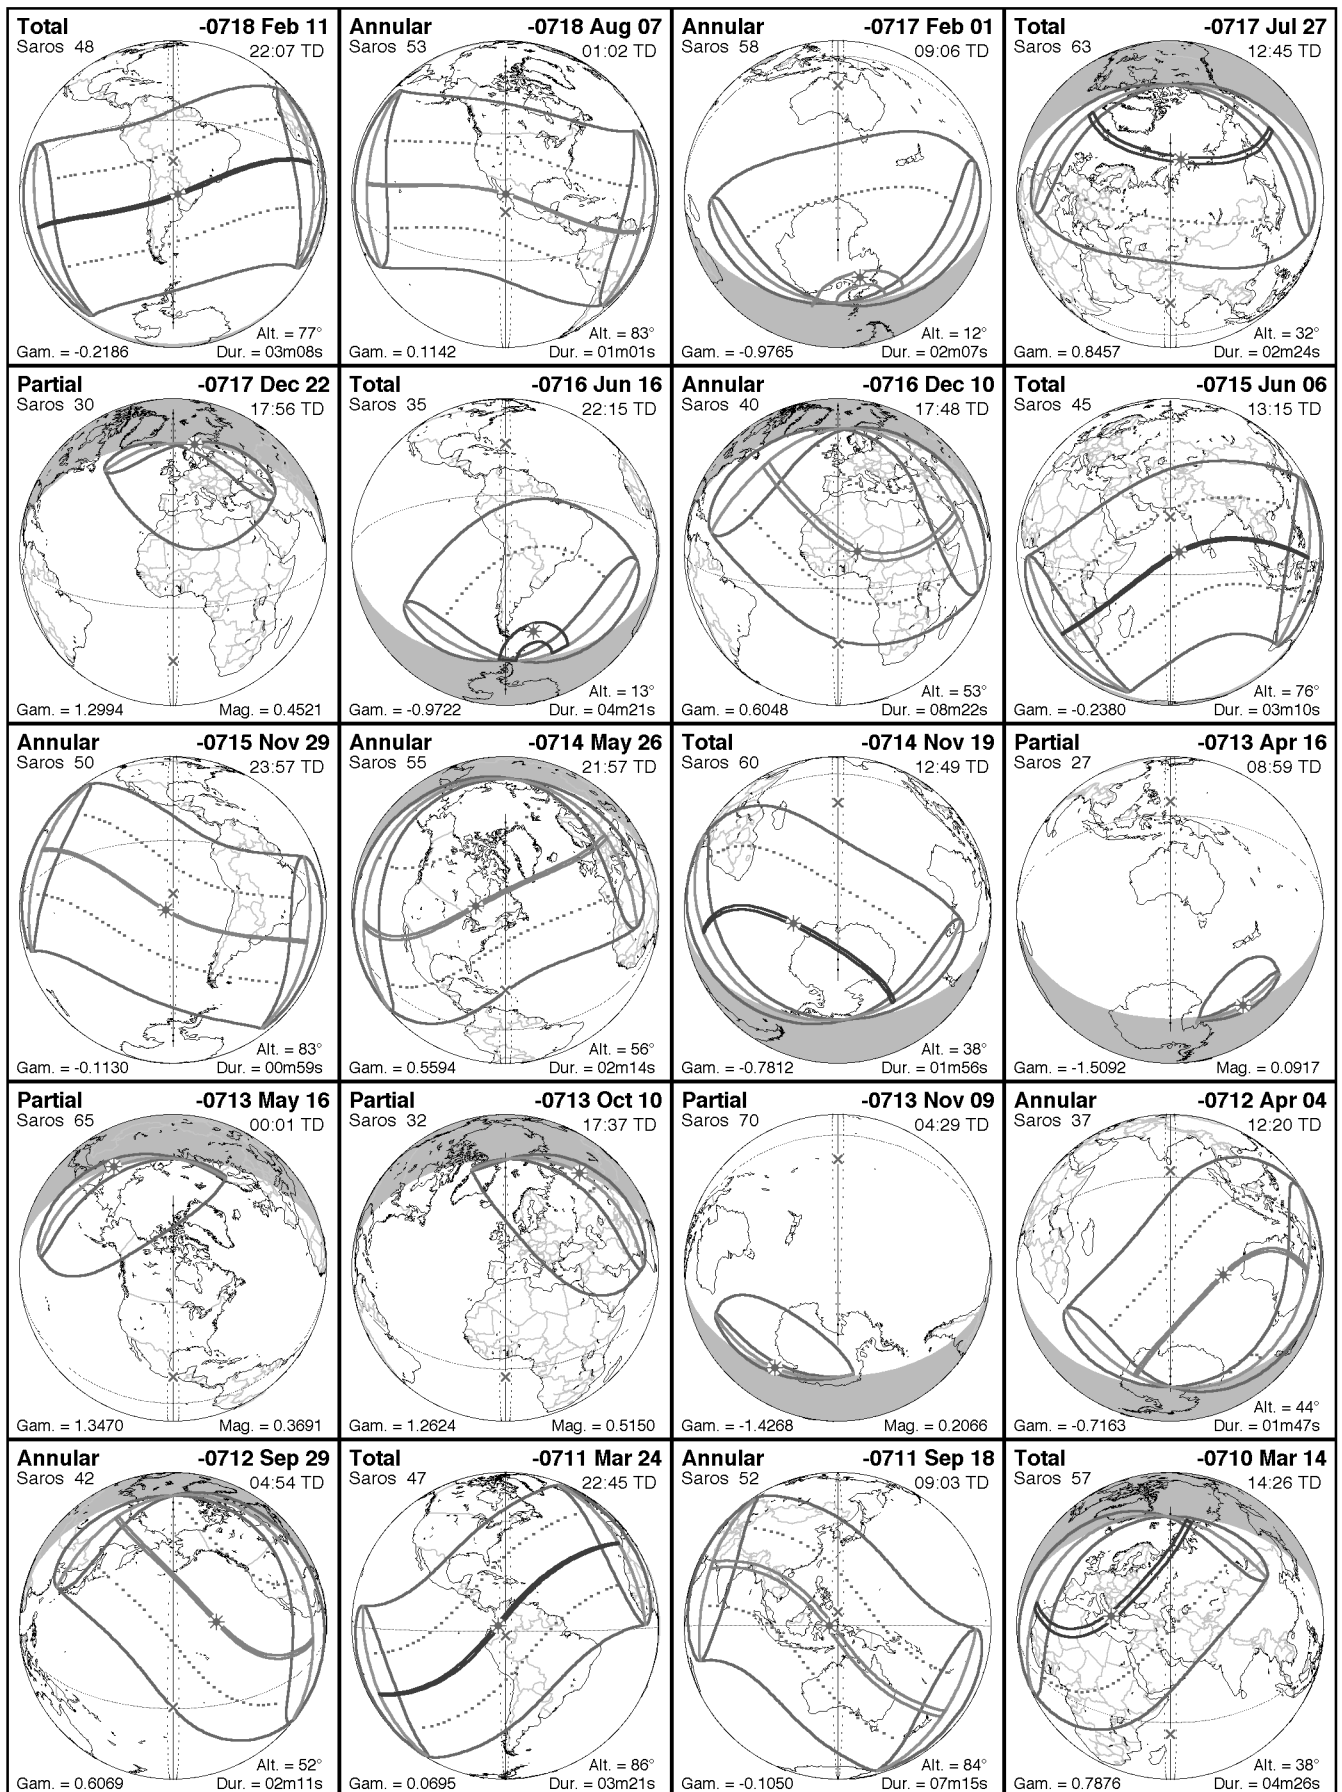 Total -0718 Feb 11
Saros 48 22:07 TD
Alt. = 77°
Gam. = -0.2186 Dur. = 03m08s
Annular -0718 Aug 07
Saros 53 01:02 TD
Alt. = 83°
Gam. = 0.1142 Dur. = 01m01s
Annular -0717 Feb 01
Saros 58 09:06 TD
Alt. = 12°
Gam. = -0.9765 Dur. = 02m07s
Total -0717 Jul 27
Saros 63 12:45 TD
Alt. = 32°
Gam. = 0.8457 Dur. = 02m24s
Partial -0717 Dec 22
Saros 30 17:56 TD
Gam. = 1.2994 Mag. = 0.4521
Total -0716 Jun 16
Saros 35 22:15 TD
Alt. = 13°
Gam. = -0.9722 Dur. = 04m21s
Annular -0716 Dec 10
Saros 40 17:48 TD
Alt. = 53°
Gam. = 0.6048 Dur. = 08m22s
Total -0715 Jun 06
Saros 45 13:15 TD
Alt. = 76°
Gam. = -0.2380 Dur. = 03m10s
Annular -0715 Nov 29
Saros 50 23:57 TD
Alt. = 83°
Gam. = -0.1130 Dur. = 00m59s
Annular -0714 May 26
Saros 55 21:57 TD
Alt. = 56°
Gam. = 0.5594 Dur. = 02m14s
Total -0714 Nov 19
Saros 60 12:49 TD
Alt. = 38°
Gam. = -0.7812 Dur. = 01m56s
Partial -0713 Apr 16
Saros 27 08:59 TD
Gam. = -1.5092 Mag. = 0.0917
Partial -0713 May 16
Saros 65 00:01 TD
Gam. = 1.3470 Mag. = 0.3691
Partial -0713 Oct 10
Saros 32 17:37 TD
Gam. = 1.2624 Mag. = 0.5150
Partial -0713 Nov 09
Saros 70 04:29 TD
Gam. = -1.4268 Mag. = 0.2066
Annular -0712 Apr 04
Saros 37 12:20 TD
Alt. = 44°
Gam. = -0.7163 Dur. = 01m47s
Annular -0712 Sep 29
Saros 42 04:54 TD
Alt. = 52°
Gam. = 0.6069 Dur. = 02m11s
Total -0711 Mar 24
Saros 47 22:45 TD
Alt. = 86°
Gam. = 0.0695 Dur. = 03m21s
Annular -0711 Sep 18
Saros 52 09:03 TD
Alt. = 84°
Gam. = -0.1050 Dur. = 07m15s
Total -0710 Mar 14
Saros 57 14:26 TD
Alt. = 38°
Gam. = 0.7876 Dur. = 04m26s